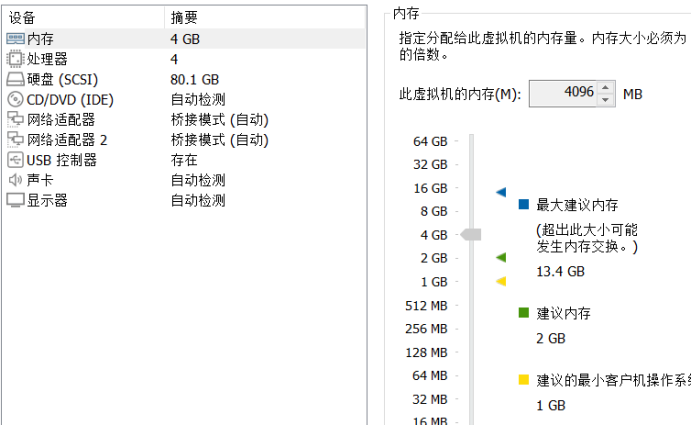 设备 摘要
内存 4 GB
处理器 4
硬盘 (SCSI) 80.1 GB
CD/DVD (IDE) 自动检测
网络适配器 桥接模式 (自动)
网络适配器 2 桥接模式 (自动)
USB 控制器 存在
声卡 自动检测
显示器 自动检测
内存
指定分配给此虚拟机的内存量。内存大小必须为
的倍数。
此虚拟机的内存(M): 4096 MB
64 GB
32 GB
16 GB
8 GB
4 GB
2 GB
1 GB
512 MB
256 MB
128 MB
64 MB
32 MB
16 MB
最大建议内存
(超出此大小可能
发生内存交换。)
13.4 GB
建议内存
2 GB
建议的最小客户机操作系
1 GB